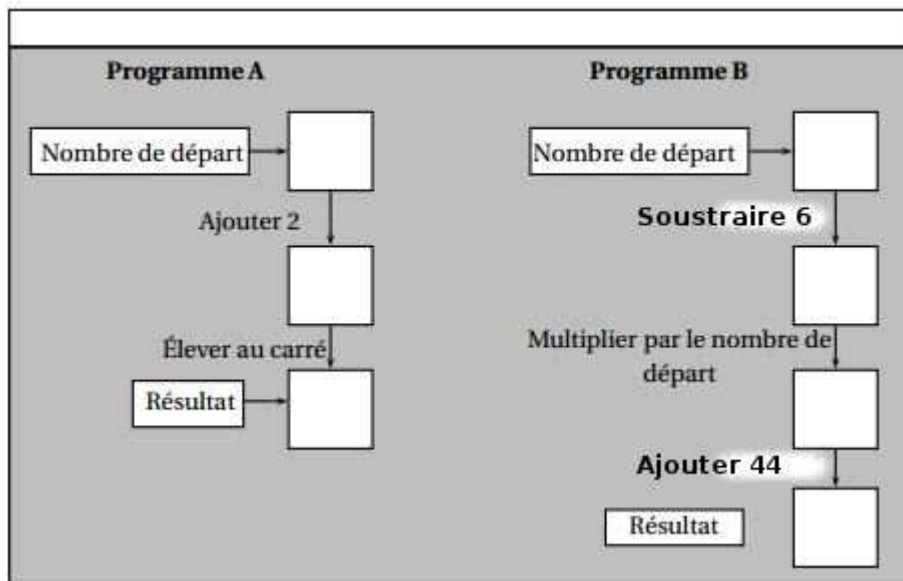 Programme A
Nombre de départ
Ajouter 2
Élever au carré
Résultat
Programme B
Nombre de départ
Soustraire 6
Multiplier par le nombre de
départ
Ajouter 44
Résultat